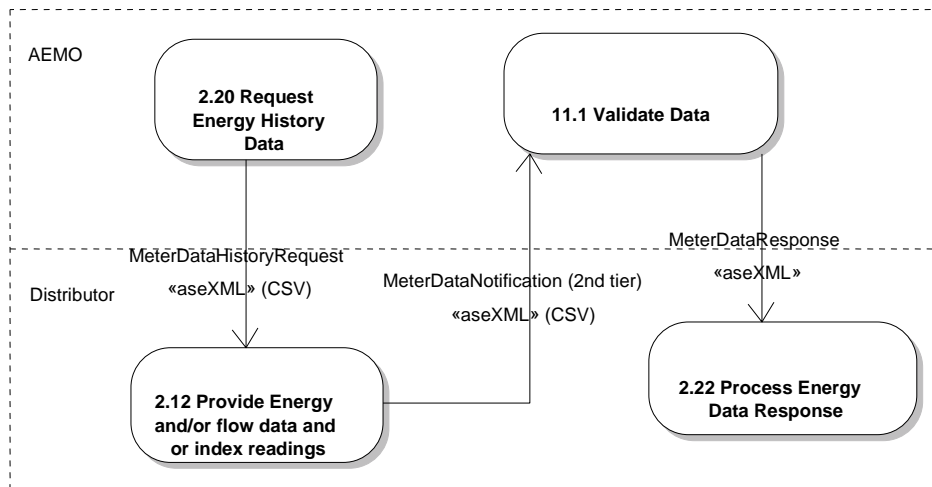 AEMO
2.20 Request
Energy History
Data
11.1 Validate Data
MeterDataHistoryRequest
«aseXML» (CSV)
MeterDataNotification (2nd tier)
«aseXML» (CSV)
MeterDataResponse
«aseXML»
Distributor
2.12 Provide Energy
and/or flow data and
or index readings
2.22 Process Energy
Data Response